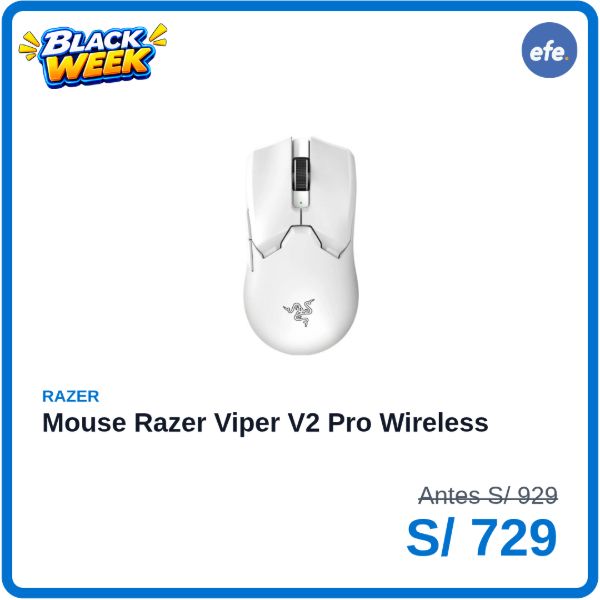 BLACK
WEEK
efe.
RAZER
Mouse Razer Viper V2 Pro Wireless
Antes S/ 929
S/ 729